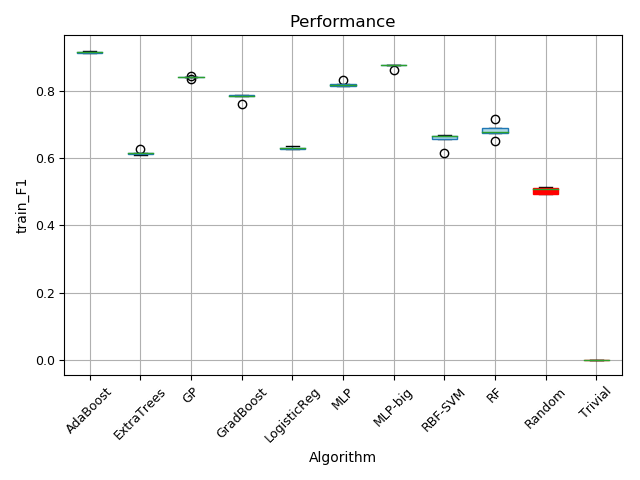 Performance
train_F1
0.8
0.6
0.4
0.2
0.0
AdaBoost
ExtraTrees
GP
GradBoost
LogisticReg
MLP
MLP-big
RBF-SVM
RF
Random
Trivial
Algorithm